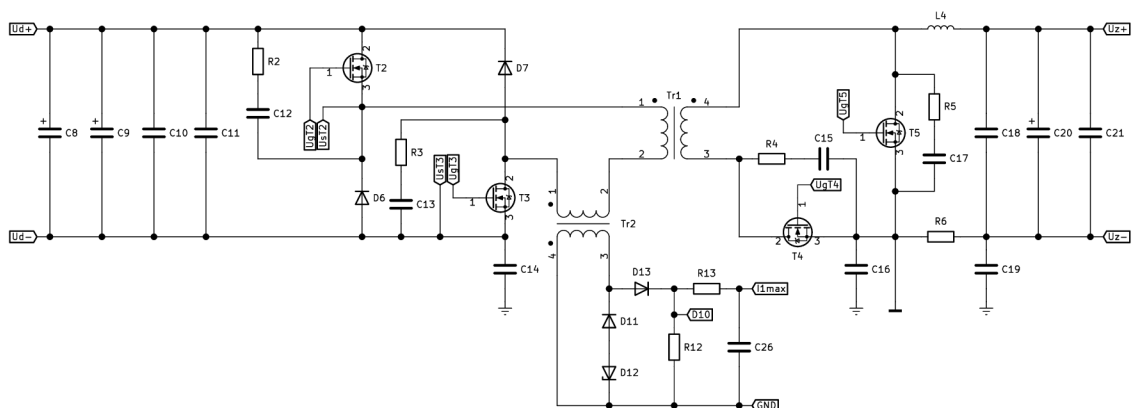 Ud+
L4
Uz+
R2
2
T2
1
3
D7
Tr1
1
4
UgT5
2
R5
C8
C9
C10
C11
C12
UgT2
UsT2
R3
UsT3
UgT3
C15
R4
T5
1
3
C17
C18
C20
C21
2
3
D6
C13
2
T3
1
3
1
2
UgT4
1
Tr2
2
3
T4
R6
Ud-
Uz-
C14
4
3
C16
C19
D13
R13
I1max
D11
D10
R12
C26
D12
GND
+
+
+